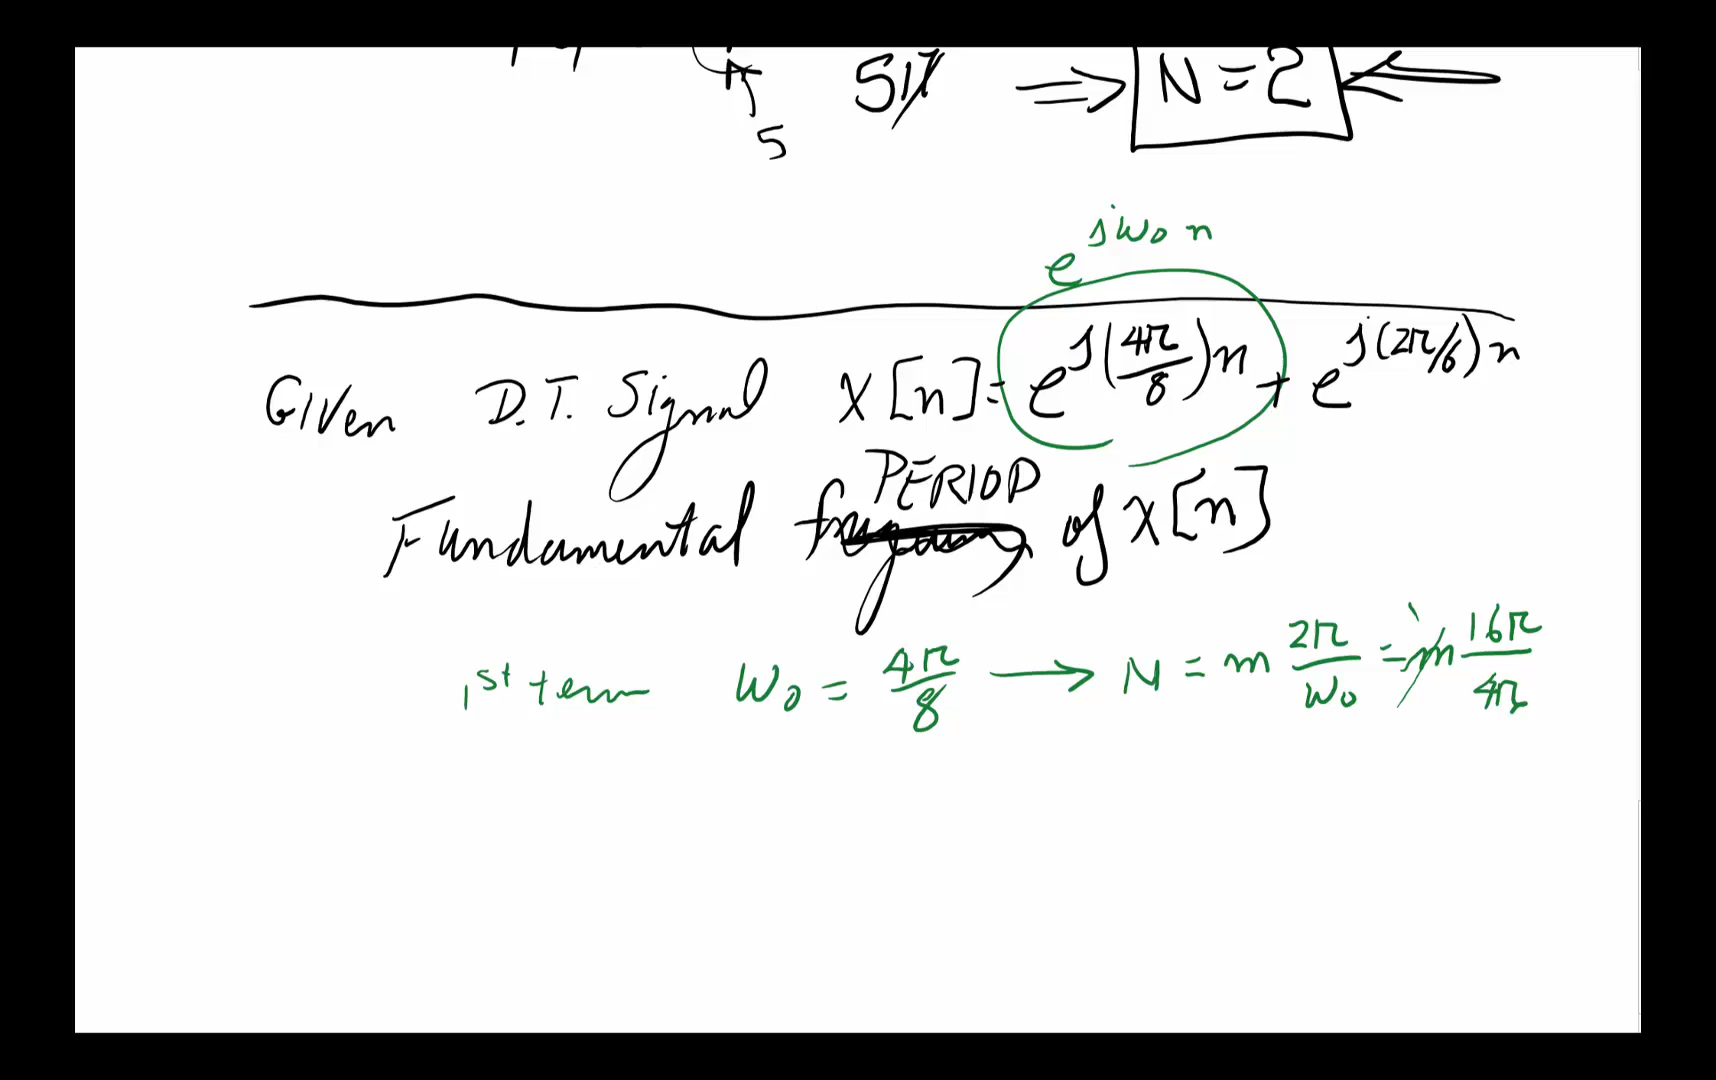 5π ⇒ N = 2
5
e^{jω₀n}
Given D.T. Signal x[n] = e^{j(4π/8)n} + e^{j(2π/6)n}
PERIOD
Fundamental of x[n]
1st term ω₀ = 4π/8 → N = m 2π/ω₀ = m 16π/4π